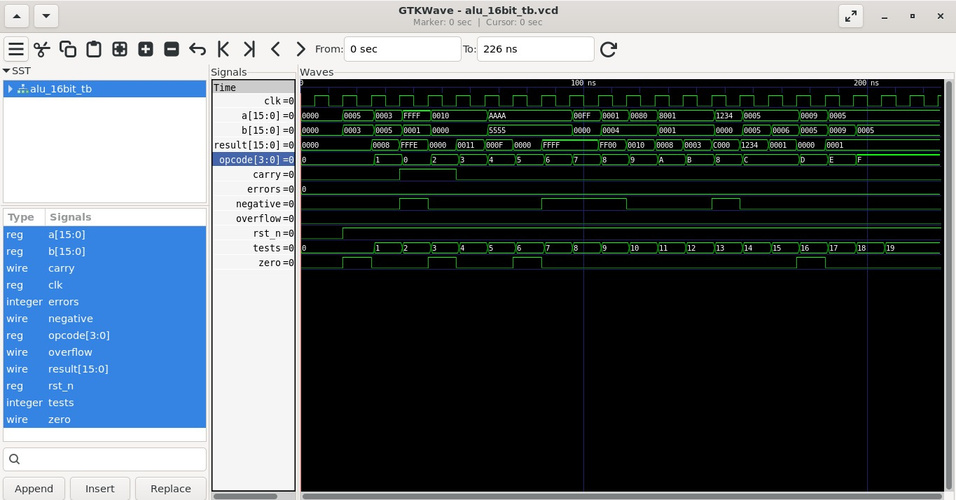 GTKWave - alu_16bit_tb.vcd
Marker: 0 sec | Cursor: 0 sec
From: 0 sec To: 226 ns
SST
alu_16bit_tb
Type Signals
reg a[15:0]
reg b[15:0]
wire carry
reg clk
integer errors
wire negative
reg opcode[3:0]
wire overflow
wire result[15:0]
reg rst_n
integer tests
wire zero
Append Insert Replace
Signals
Time
clk =0
a[15:0] =0
b[15:0] =0
result[15:0] =0
opcode[3:0] =0
carry =0
errors =0
negative =0
overflow =0
rst_n =0
tests =0
zero =0
Waves
0 100 ns 200 ns
0000 0005 0003 FFFF 0010 AAAA 00FF 0001 0080 8001 1234 0005 0009 0005
0000 0003 0005 0001 0000 5555 0000 0004 0001 0000 0005 0006 0005 0009 0005
0000 0008 FFFE 0000 0011 000F 0000 FFFF FF00 0010 0008 0003 C000 1234 0001 0000 0001
0 1 0 2 3 4 5 6 7 8 9 A B 8 C D E F
0
0 1 2 3 4 5 6 7 8 9 10 11 12 13 14 15 16 17 18 19